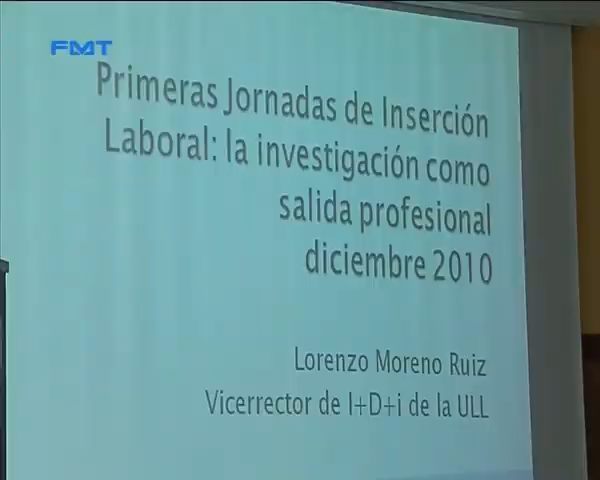 FMT
Primeras Jornadas de Inserción
Laboral: la investigación como
salida profesional
diciembre 2010
Lorenzo Moreno Ruiz
Vicerrector de I+D+i de la ULL